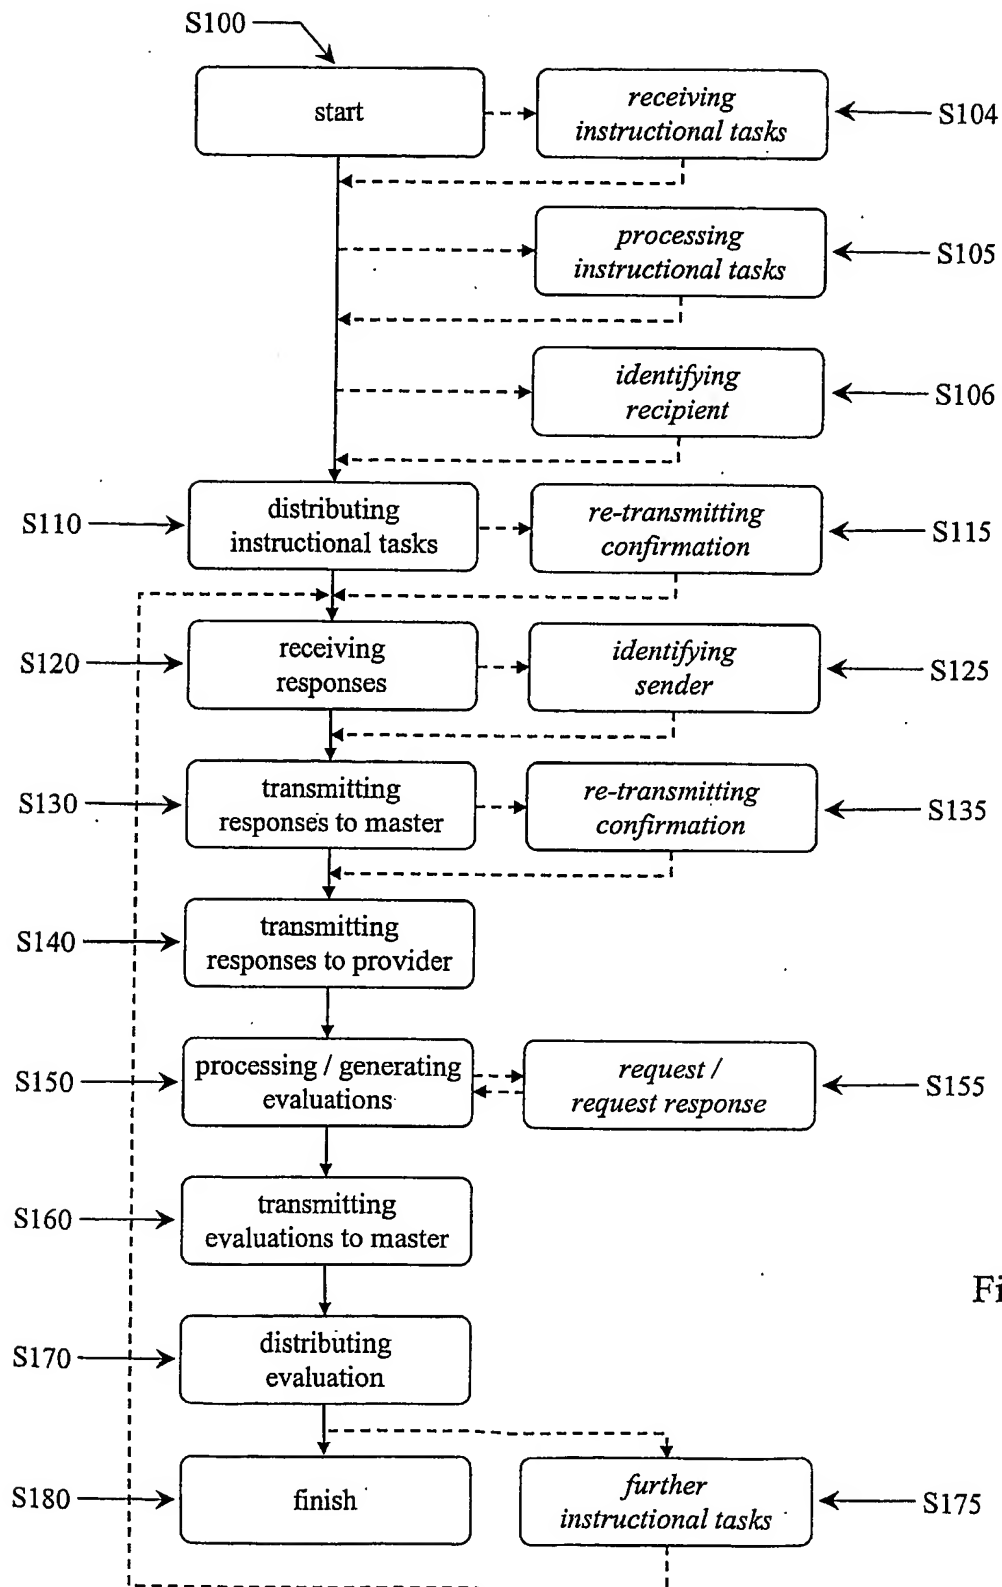 S100
start
receiving
instructional tasks
S104
processing
instructional tasks
S105
identifying
recipient
S106
S110
distributing
instructional tasks
re-transmitting
confirmation
S115
S120
receiving
responses
identifying
sender
S125
S130
transmitting
responses to master
re-transmitting
confirmation
S135
S140
transmitting
responses to provider
S150
processing / generating
evaluations
request /
request response
S155
S160
transmitting
evaluations to master
Fi
S170
distributing
evaluation
S180
finish
further
instructional tasks
S175